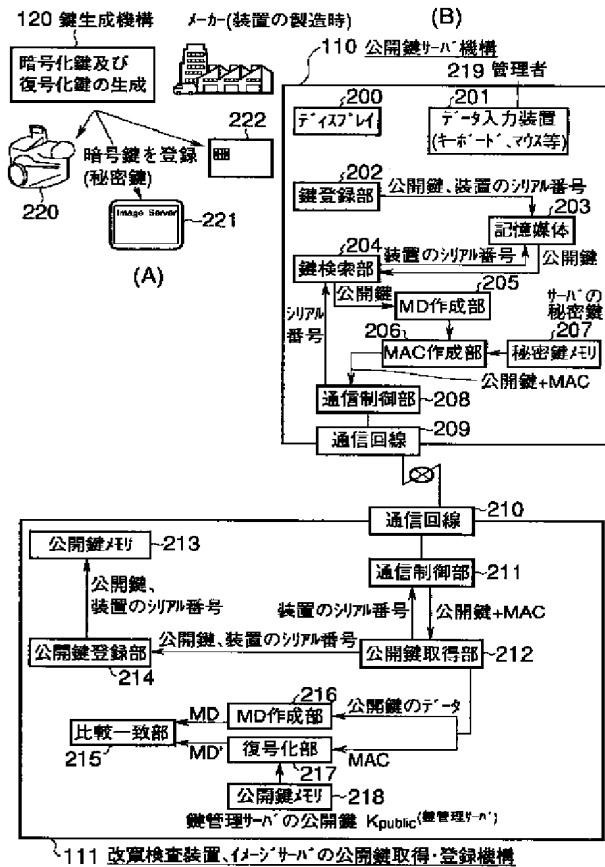 120 鍵生成機構
メーカー(装置の製造時)
(B)
暗号化鍵及び
復号化鍵の生成
110 公開鍵サーバ機構
219 管理者
222
暗号鍵を登録
(秘密鍵)
220
Image Server
221
(A)
200
ディスプレイ
201
データ入力装置
(キーボード、マウス等)
202
鍵登録部
公開鍵、装置のシリアル番号
203
記憶媒体
204
鍵検索部
装置のシリアル番号
公開鍵
公開鍵
205
MD作成部
サーバの
秘密鍵
シリアル
番号
206
207
MAC作成部
秘密鍵メモリ
公開鍵+MAC
通信制御部
208
通信回線
209
210
通信回線
公開鍵メモリ
213
通信制御部
211
公開鍵、
装置のシリアル番号
装置のシリアル番号
公開鍵+MAC
公開鍵登録部
公開鍵、装置のシリアル番号
公開鍵取得部
212
214
216
MD
MD作成部
公開鍵のデータ
比較一致部
215
MD'
復号化部
MAC
217
公開鍵メモリ
218
鍵管理サーバの公開鍵 Kpublic(鍵管理サーバ)
111 改竄検査装置、イメージサーバの公開鍵取得・登録機構